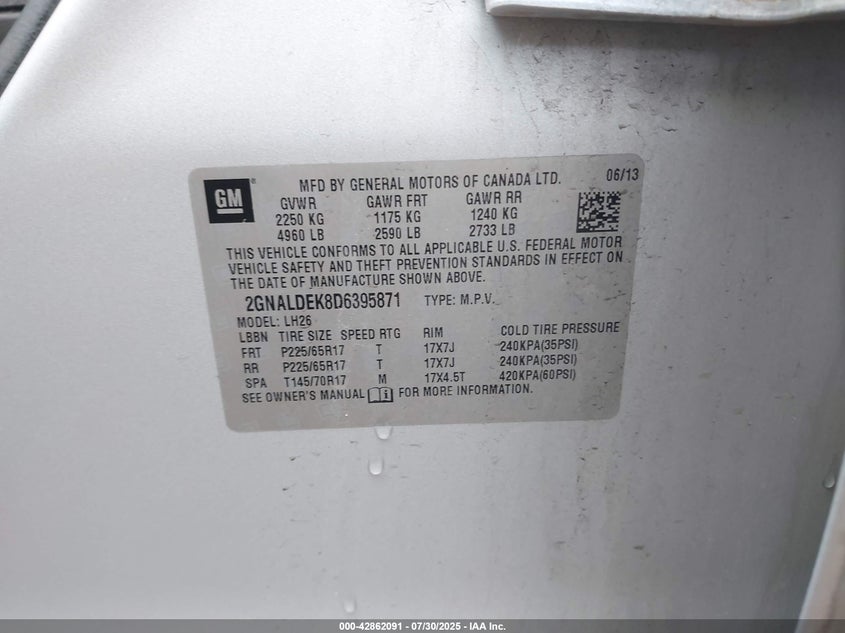 GM
MFD BY GENERAL MOTORS OF CANADA LTD. 06/13
GVWR GAWR FRT GAWR RR
2250 KG 1175 KG 1240 KG
4960 LB 2590 LB 2733 LB
THIS VEHICLE CONFORMS TO ALL APPLICABLE U.S. FEDERAL MOTOR
VEHICLE SAFETY AND THEFT PREVENTION STANDARDS IN EFFECT ON
THE DATE OF MANUFACTURE SHOWN ABOVE.
2GNALDEK8D6395871 TYPE: M.P.V.
MODEL: LH26
LBBN TIRE SIZE SPEED RTG RIM COLD TIRE PRESSURE
FRT P225/65R17 T 17X7J 240KPA(35PSI)
RR P225/65R17 T 17X7J 240KPA(35PSI)
SPA T145/70R17 M 17X4.5T 420KPA(60PSI)
SEE OWNER'S MANUAL FOR MORE INFORMATION.
000-42862091 - 07/30/2025 - IAA Inc.